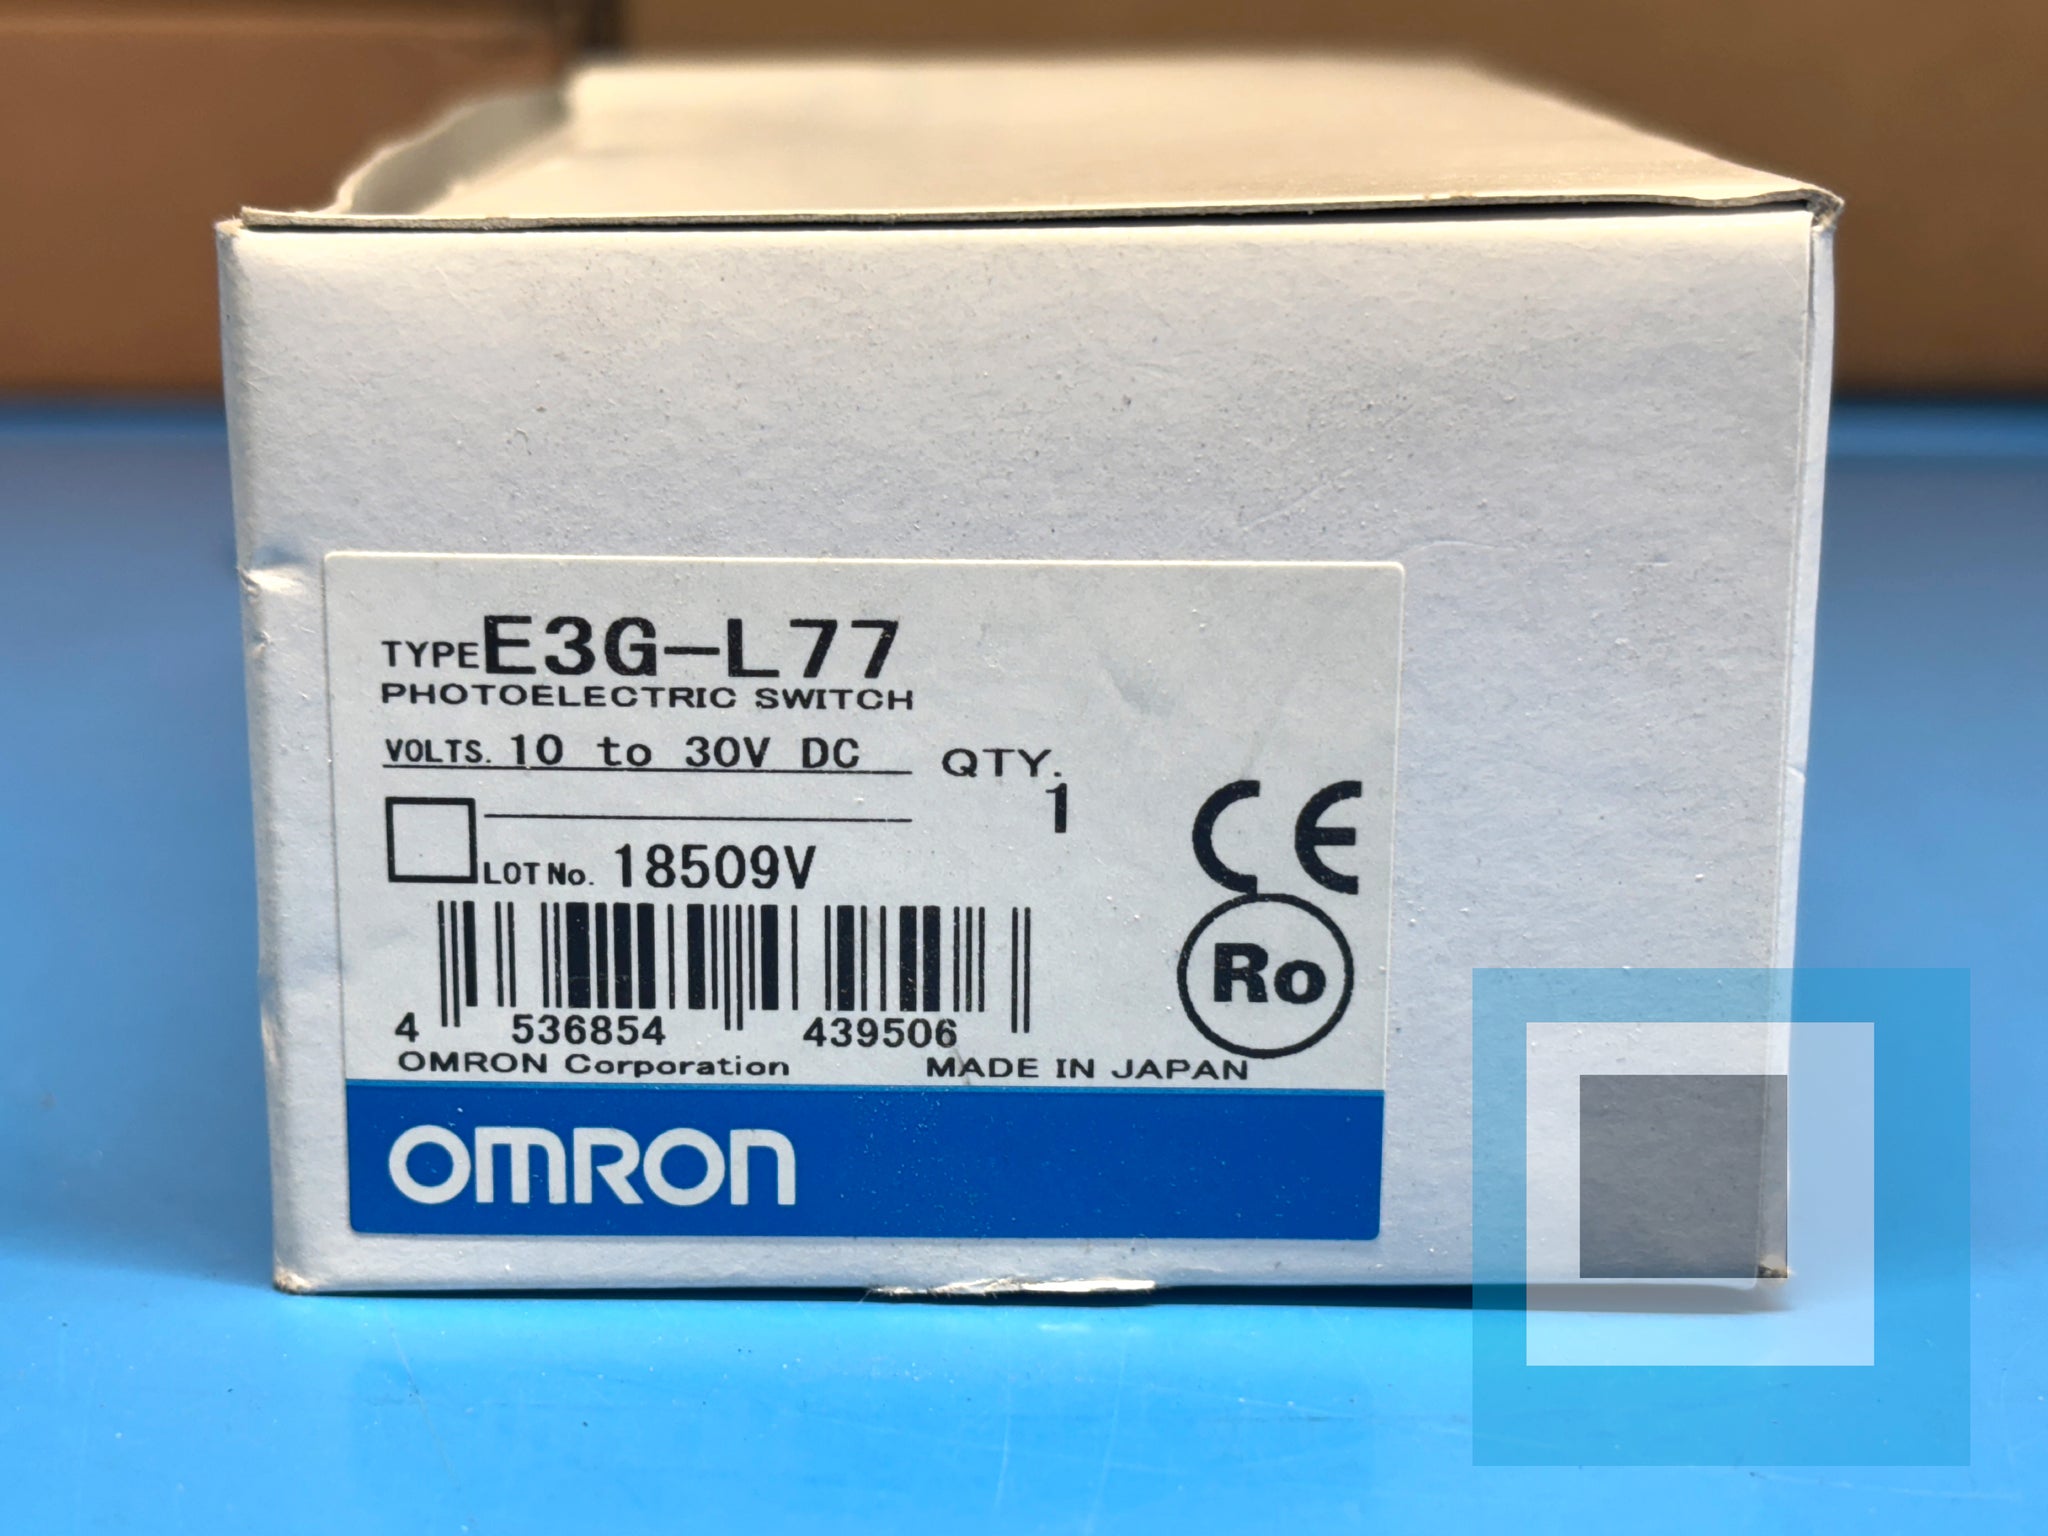 TYPE E3G-L77
PHOTOELECTRIC SWITCH
VOLTS. 10 to 30V DC
QTY.
1
LOT No. 18509V
CE
Ro
4 536854 439506
OMRON Corporation
MADE IN JAPAN
OMRON